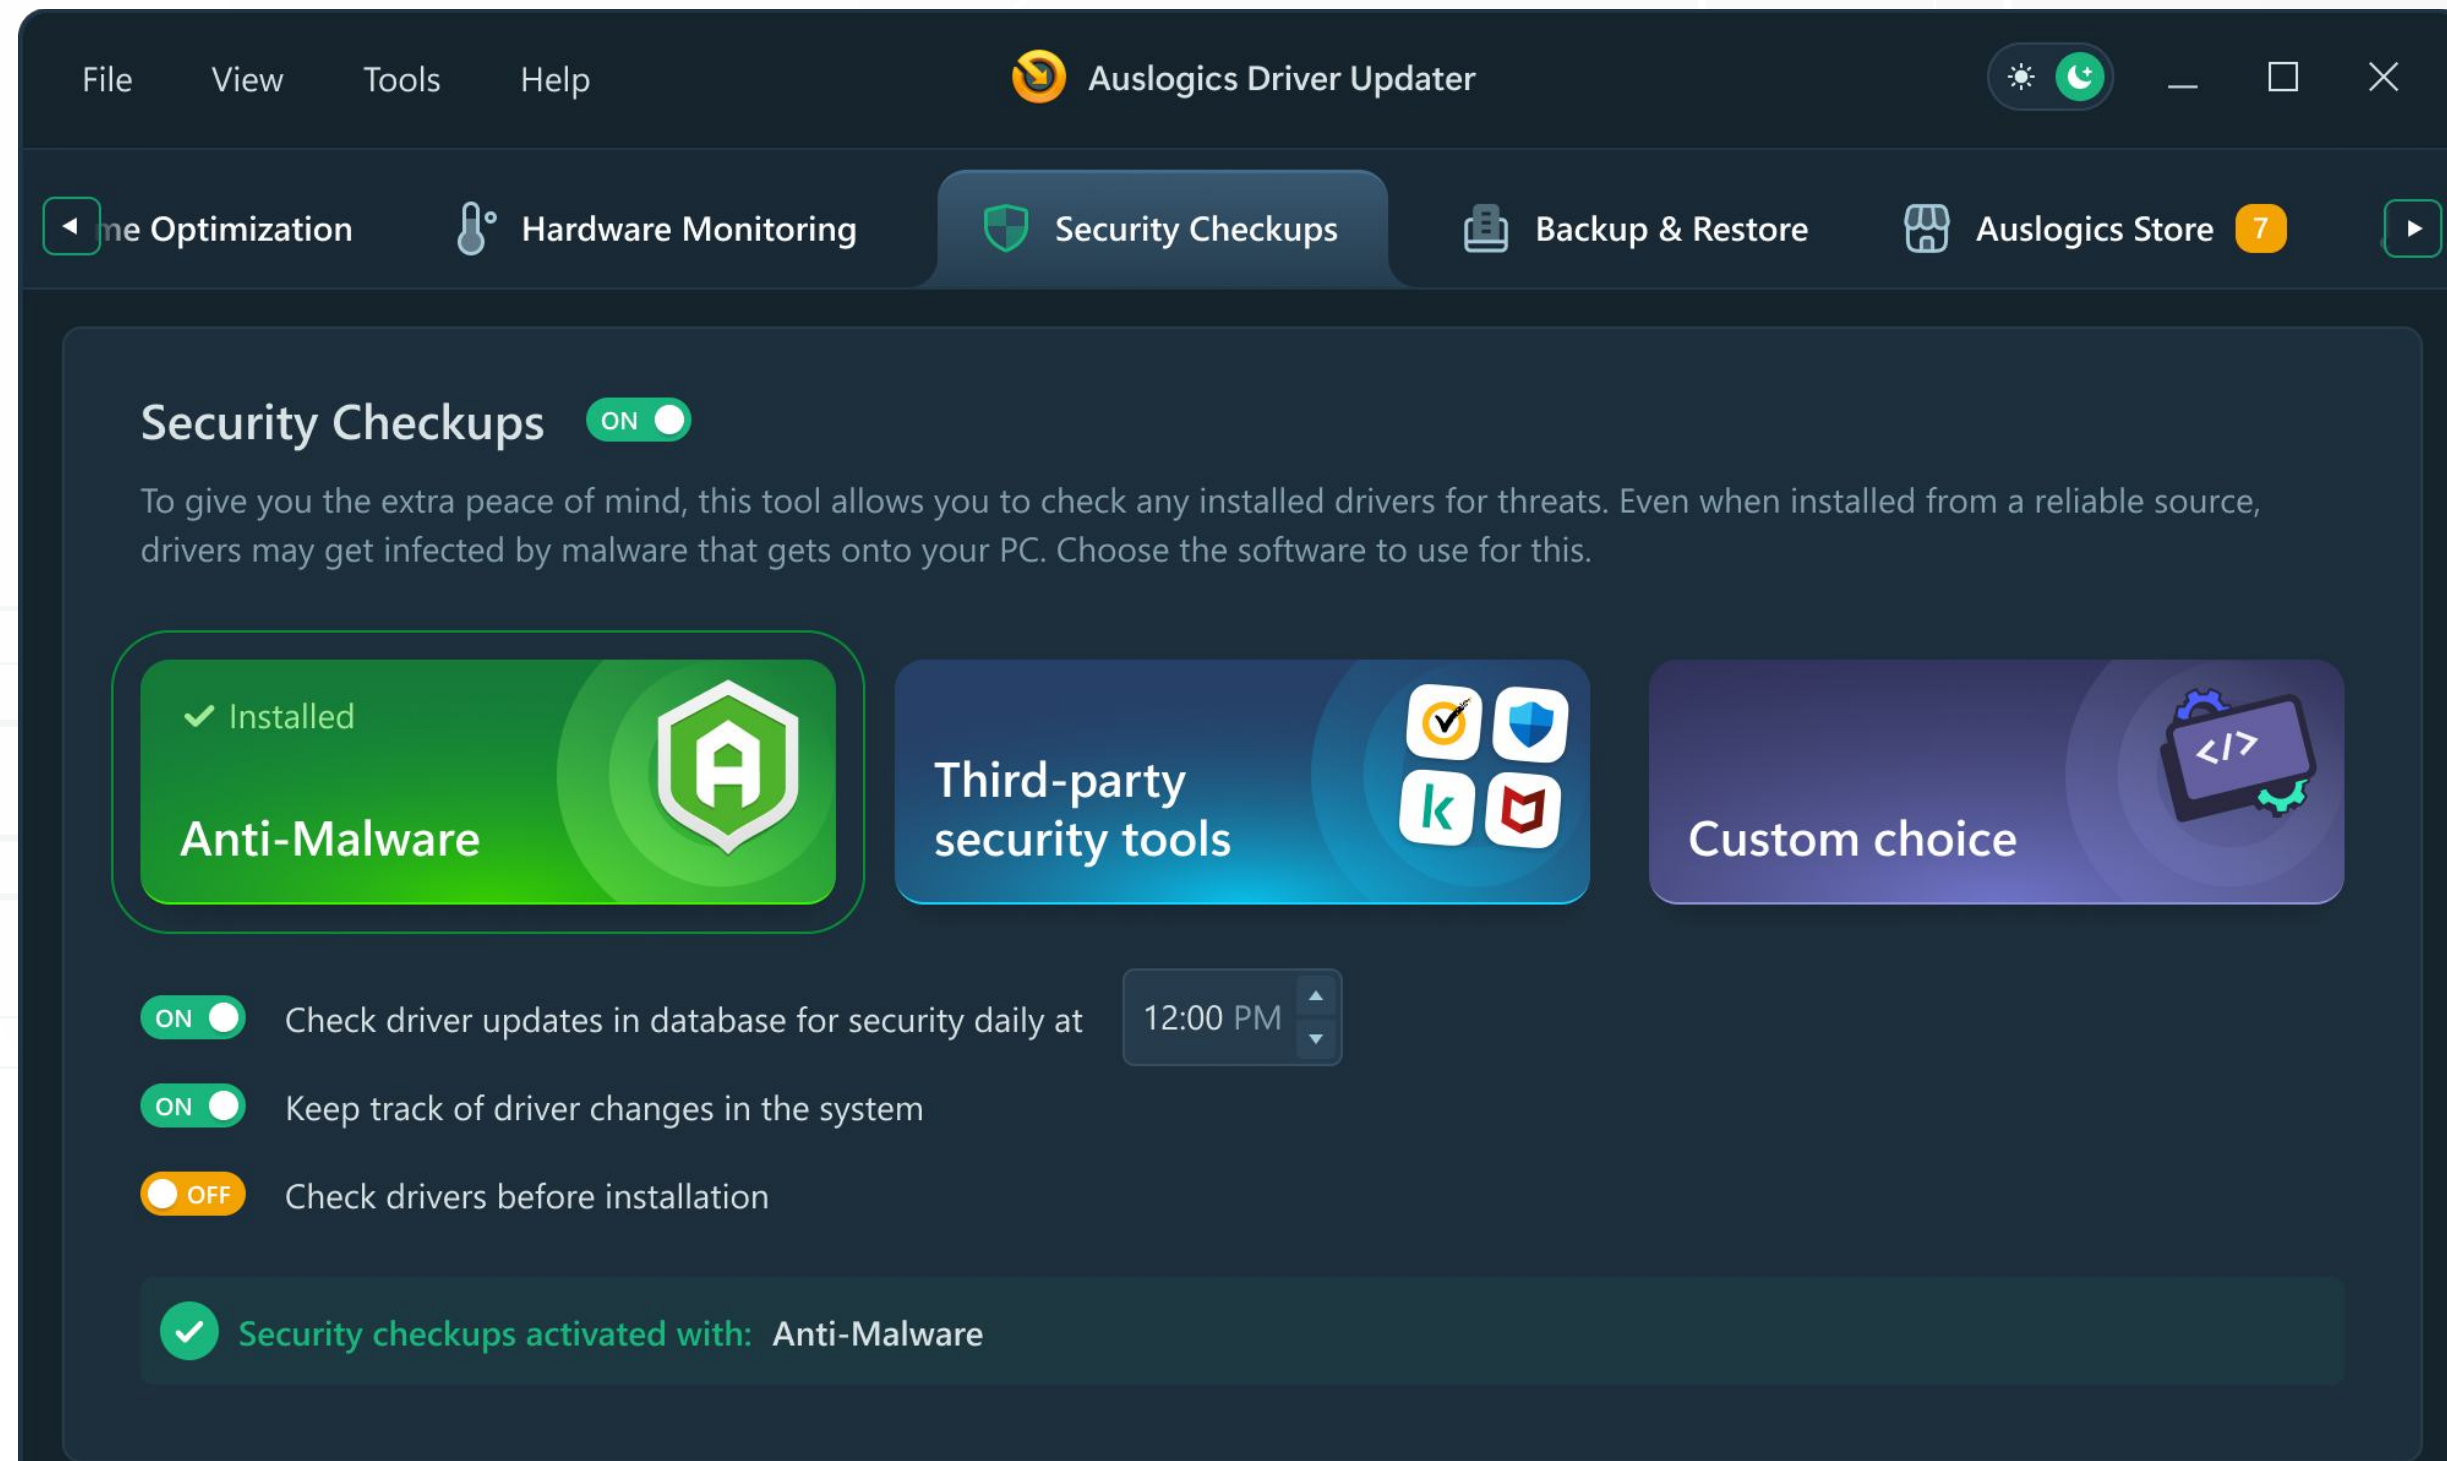 File View Tools Help Auslogics Driver Updater
me Optimization Hardware Monitoring Security Checkups Backup & Restore Auslogics Store 7
Security Checkups ON
To give you the extra peace of mind, this tool allows you to check any installed drivers for threats. Even when installed from a reliable source,
drivers may get infected by malware that gets onto your PC. Choose the software to use for this.
Installed
Anti-Malware
Third-party
security tools
Custom choice
ON Check driver updates in database for security daily at 12:00 PM
ON Keep track of driver changes in the system
OFF Check drivers before installation
Security checkups activated with: Anti-Malware